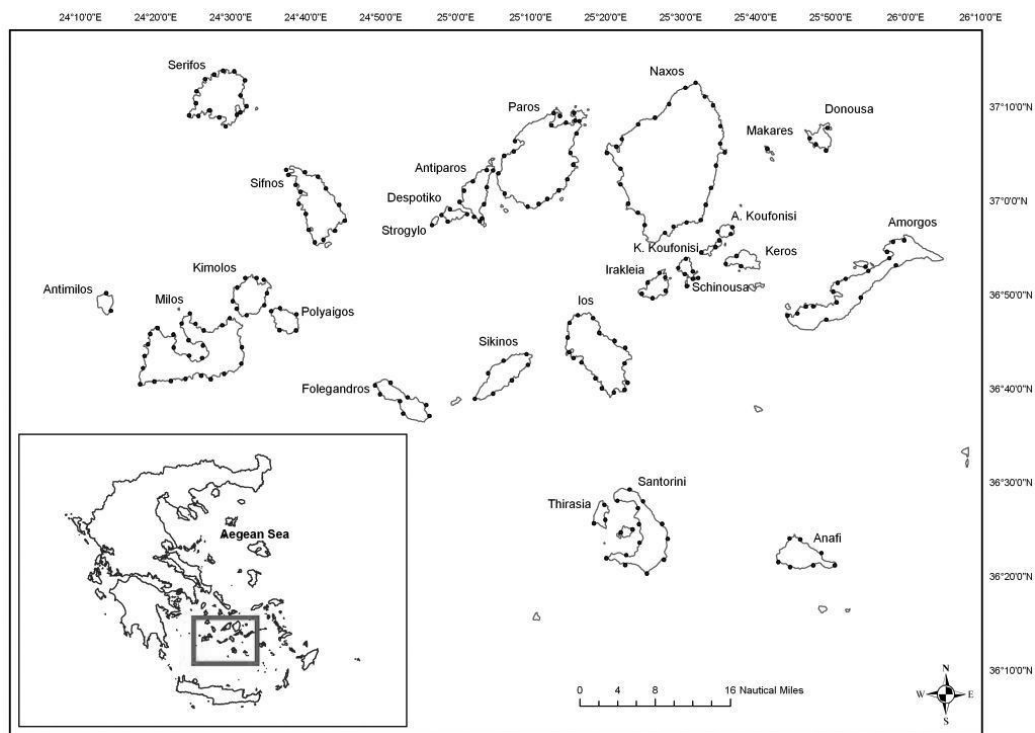 24°10'0"E 24°20'0"E 24°30'0"E 24°40'0"E 24°50'0"E 25°0'0"E 25°10'0"E 25°20'0"E 25°30'0"E 25°40'0"E 25°50'0"E 26°0'0"E 26°10'0"E
Serifos
Naxos
Paros
Donousa
37°10'0"N
Makares
Antiparos
Sifnos
Despotiko
37°0'0"N
Strogylo
A. Koufonisi
Amorgos
K. Koufonisi
Keros
Kimolos
Irakleia
Antimilos
Milos
Schinousa
36°50'0"N
Ios
Polyaigos
Sikinos
Folegandros
36°40'0"N
Santorini
36°30'0"N
Thirasia
Aegean Sea
Anafi
36°20'0"N
36°10'0"N
N
0 4 8 16 Nautical Miles
W E
S